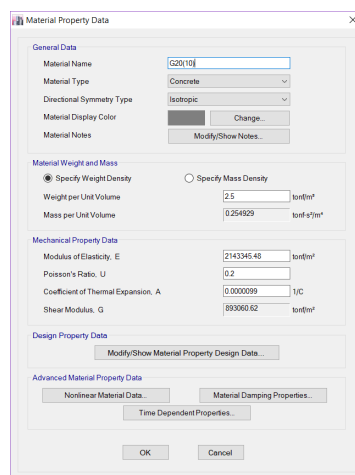 Material Property Data
General Data
Material Name G20(10)
Material Type Concrete
Directional Symmetry Type Isotropic
Material Display Color Change...
Material Notes Modify/Show Notes...
Material Weight and Mass
Specify Weight Density Specify Mass Density
Weight per Unit Volume 2.5 tonf/m³
Mass per Unit Volume 0.254929 tonf-s²/m⁴
Mechanical Property Data
Modulus of Elasticity, E 2143345.48 tonf/m²
Poisson's Ratio, U 0.2
Coefficient of Thermal Expansion, A 0.0000099 1/C
Shear Modulus, G 893060.62 tonf/m²
Design Property Data
Modify/Show Material Property Design Data...
Advanced Material Property Data
Nonlinear Material Data... Material Damping Properties...
Time Dependent Properties...
OK Cancel